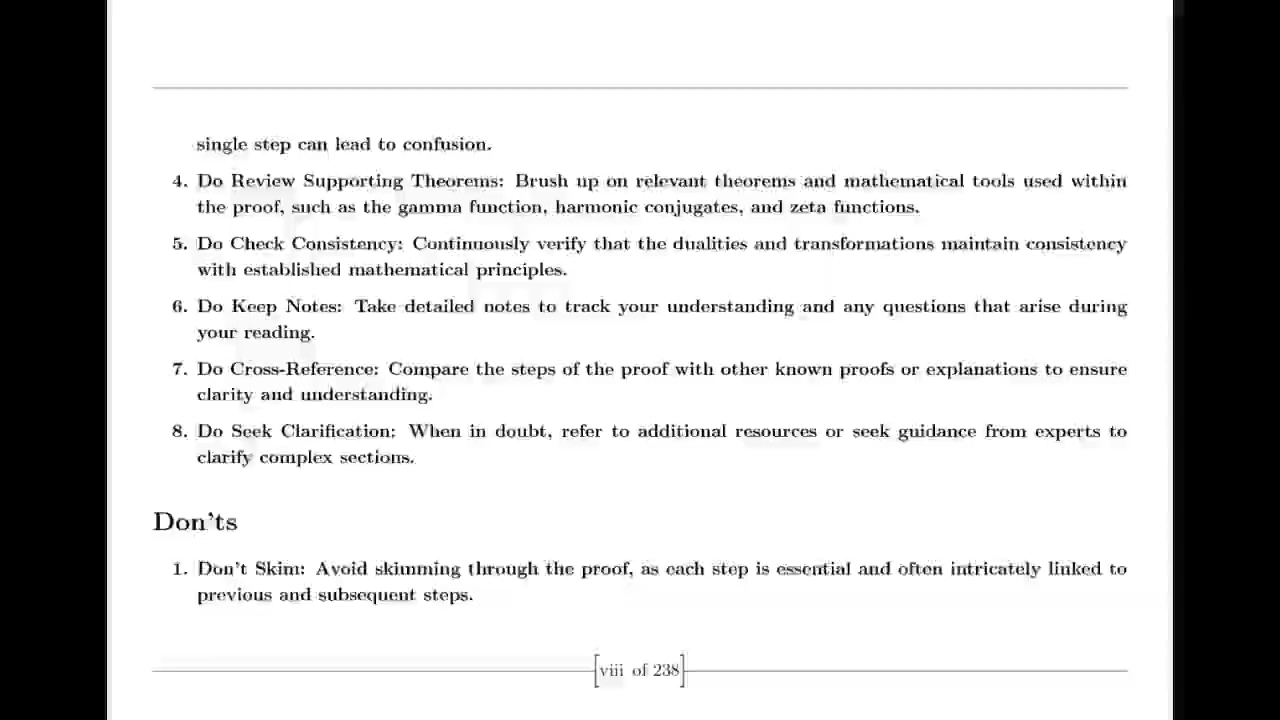 single step can lead to confusion.
4. Do Review Supporting Theorems: Brush up on relevant theorems and mathematical tools used within
the proof, such as the gamma function, harmonic conjugates, and zeta functions.
5. Do Check Consistency: Continuously verify that the dualities and transformations maintain consistency
with established mathematical principles.
6. Do Keep Notes: Take detailed notes to track your understanding and any questions that arise during
your reading.
7. Do Cross-Reference: Compare the steps of the proof with other known proofs or explanations to ensure
clarity and understanding.
8. Do Seek Clarification: When in doubt, refer to additional resources or seek guidance from experts to
clarify complex sections.
Don'ts
1. Don't Skim: Avoid skimming through the proof, as each step is essential and often intricately linked to
previous and subsequent steps.
[viii of 238]